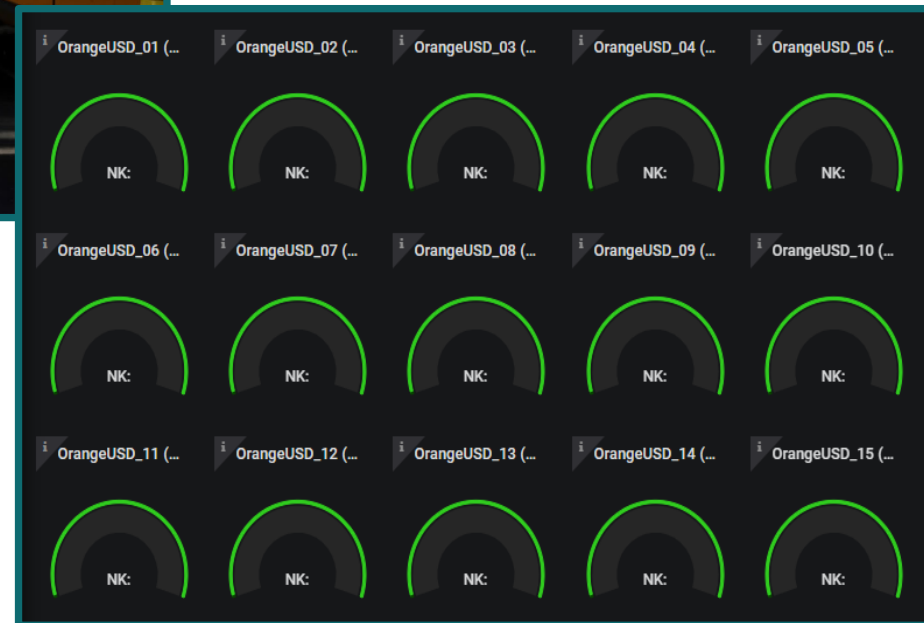 i OrangeUSD_01 (... i OrangeUSD_02 (... i OrangeUSD_03 (... i OrangeUSD_04 (... i OrangeUSD_05 (...
NK: NK: NK: NK: NK:
i OrangeUSD_06 (... i OrangeUSD_07 (... i OrangeUSD_08 (... i OrangeUSD_09 (... i OrangeUSD_10 (...
NK: NK: NK: NK: NK:
i OrangeUSD_11 (... i OrangeUSD_12 (... i OrangeUSD_13 (... i OrangeUSD_14 (... i OrangeUSD_15 (...
NK: NK: NK: NK: NK: